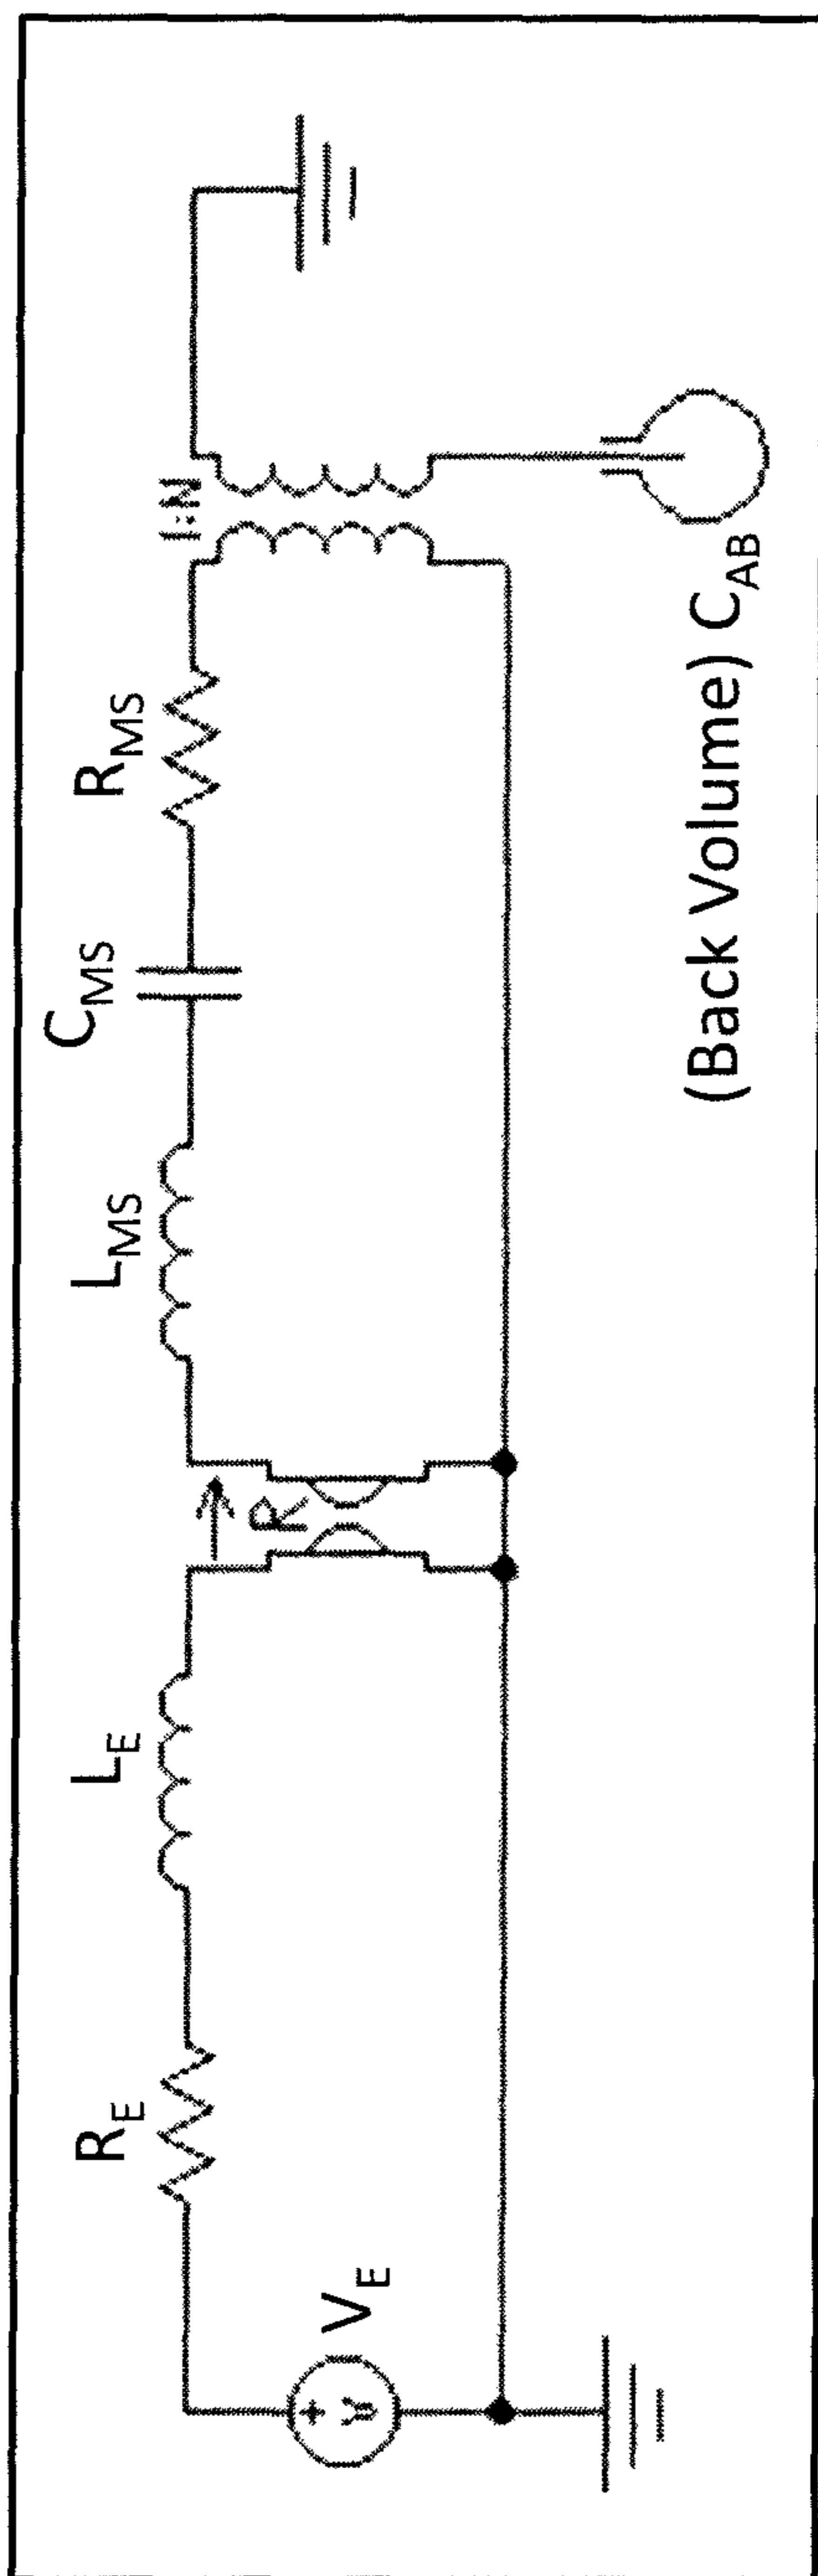 V_E
+
V
R_E
L_E
R
L_MS
C_MS
R_MS
1:N
(Back Volume) C_AB